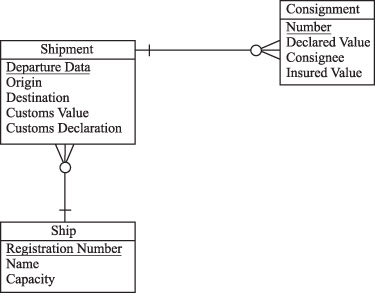 Consignment
Number
Declared Value
Consignee
Insured Value
Shipment
Departure Data
Origin
Destination
Customs Value
Customs Declaration
Ship
Registration Number
Name
Capacity